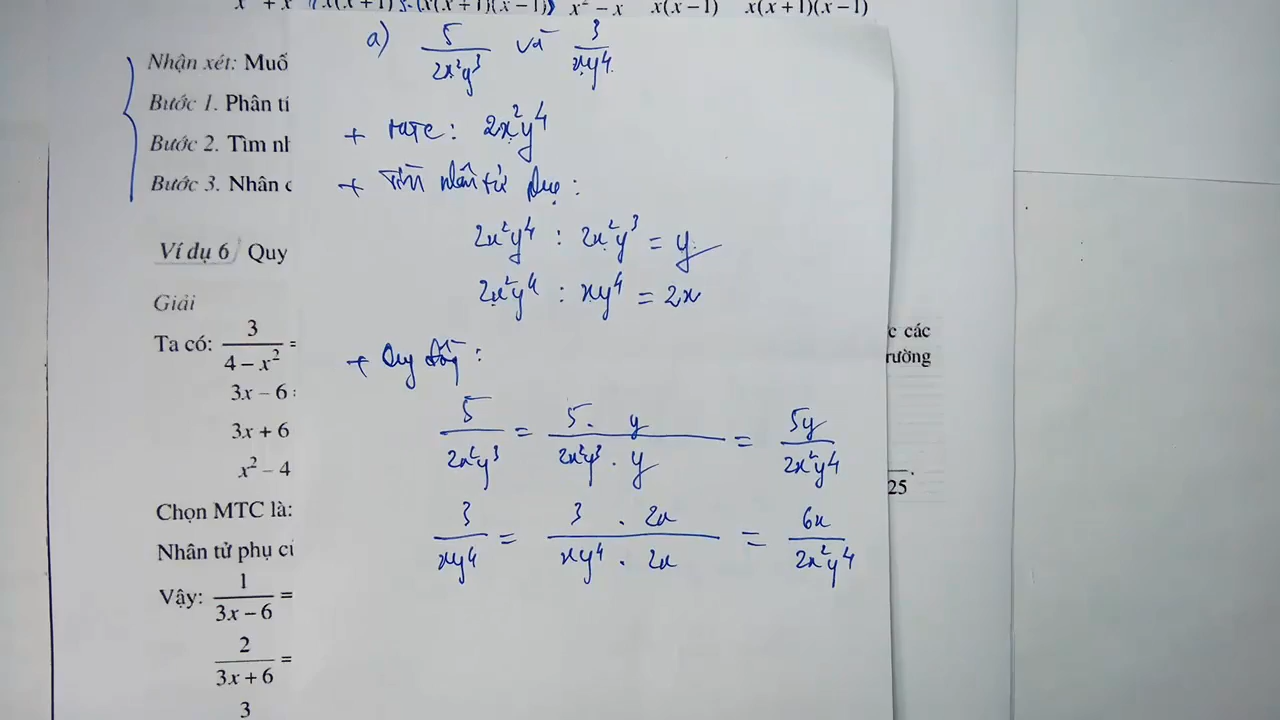 x(x+1)(x−1) x² − x x(x−1) x(x+1)(x−1)
a) 5/2x²y³ và 3/xy⁴
Nhận xét: Muố
Bước 1. Phân tí
+ MTC: 2x²y⁴
Bước 2. Tìm nh
+ Tìm nhân tử phụ:
Bước 3. Nhân c
2x²y⁴ : 2x²y³ = y
Ví dụ 6 Quy
2x²y⁴ : xy⁴ = 2x
Giải
Ta có: 3/4 − x² =
c các
rường
+ Quy đồng:
3x − 6
3x + 6
5/2x²y³ = 5 . y/2x²y³ . y = 5y/2x²y⁴
x² − 4
25
Chọn MTC là:
3/xy⁴ = 3 . 2x/xy⁴ . 2x = 6x/2x²y⁴
Nhân tử phụ c
Vậy: 1/3x − 6 =
2/3x + 6 =
3